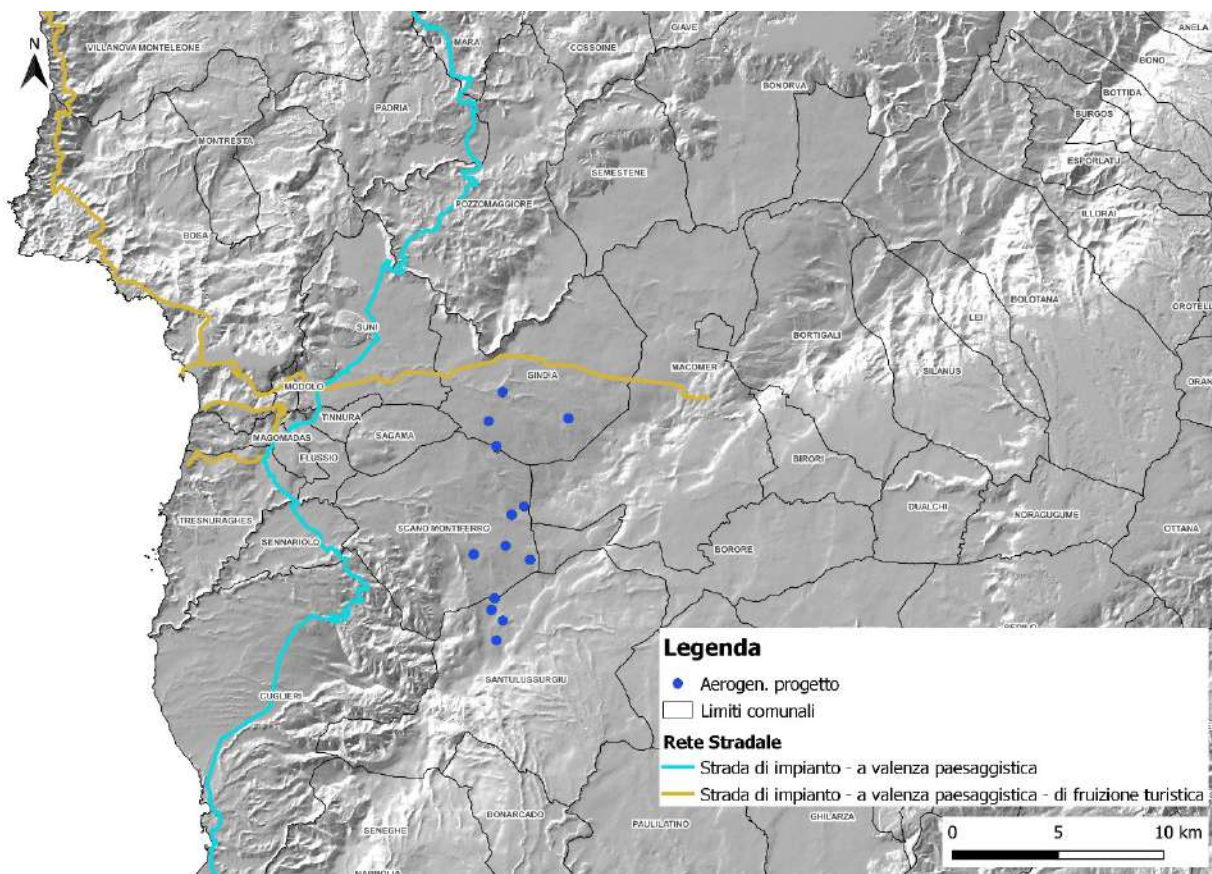 GIAVE
ANELA
N
MARA
VILLANOVA MONTELEONE
COSSOINE
BONO
BONORVA
BOTTIDA
PADRIA
BURGOS
MONTRESTA
ESPORLATU
SEMESTENE
POZZOMAGGIORE
ILLORAI
BOSA
BOLOTANA
OROTELL
SUNI
BORTIGALI
LEI
MACOMER
SINDIA
SILANUS
MODOLO
ORAN
TINNURA
SAGAMA
MAGOMADAS
FLUSSIO
BIRORI
DUALCHI
NORAGUGUME
TRESNURAGHES
SCANO MONTIFERRO
OTTANA
SENNARIOLO
BORORE
SANTULUSSURGIU
CUGLIERI
Legenda
Aerogen. progetto
Limiti comunali
Rete Stradale
Strada di impianto - a valenza paesaggistica
Strada di impianto - a valenza paesaggistica - di fruizione turistica
BONARCADO
GHILARZA
PAULILATINO
SENEGHE
0 5 10 km